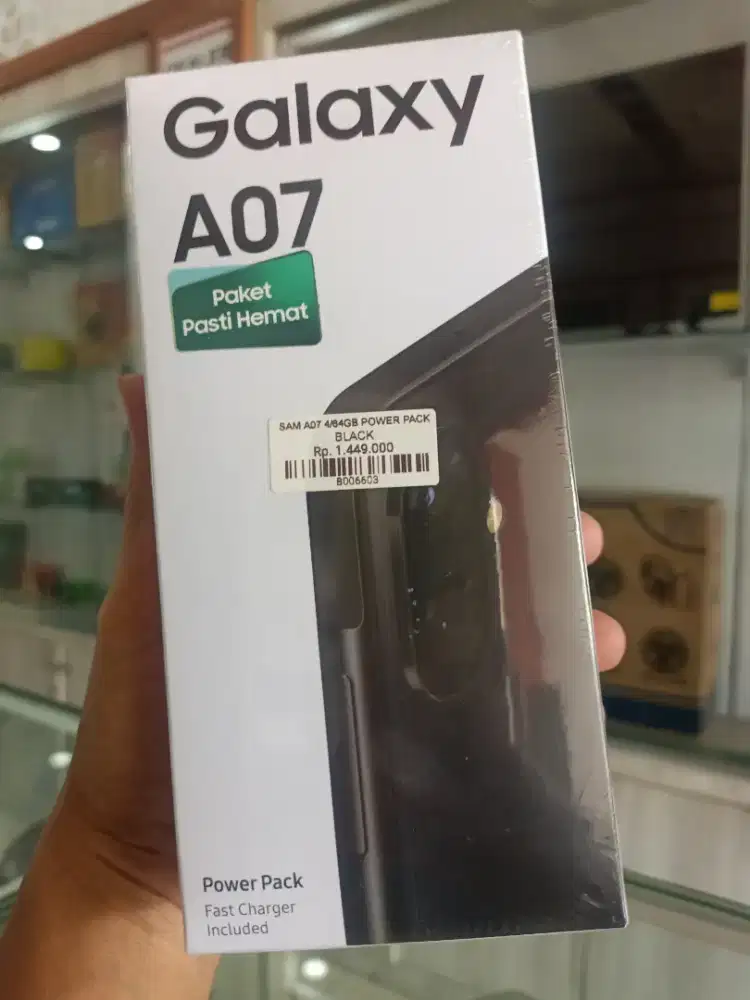 Galaxy
A07
Paket
Pasti Hemat
SAM A07 4/64GB POWER PACK
BLACK
Rp. 1.449.000
B006603
Power Pack
Fast Charger
Included